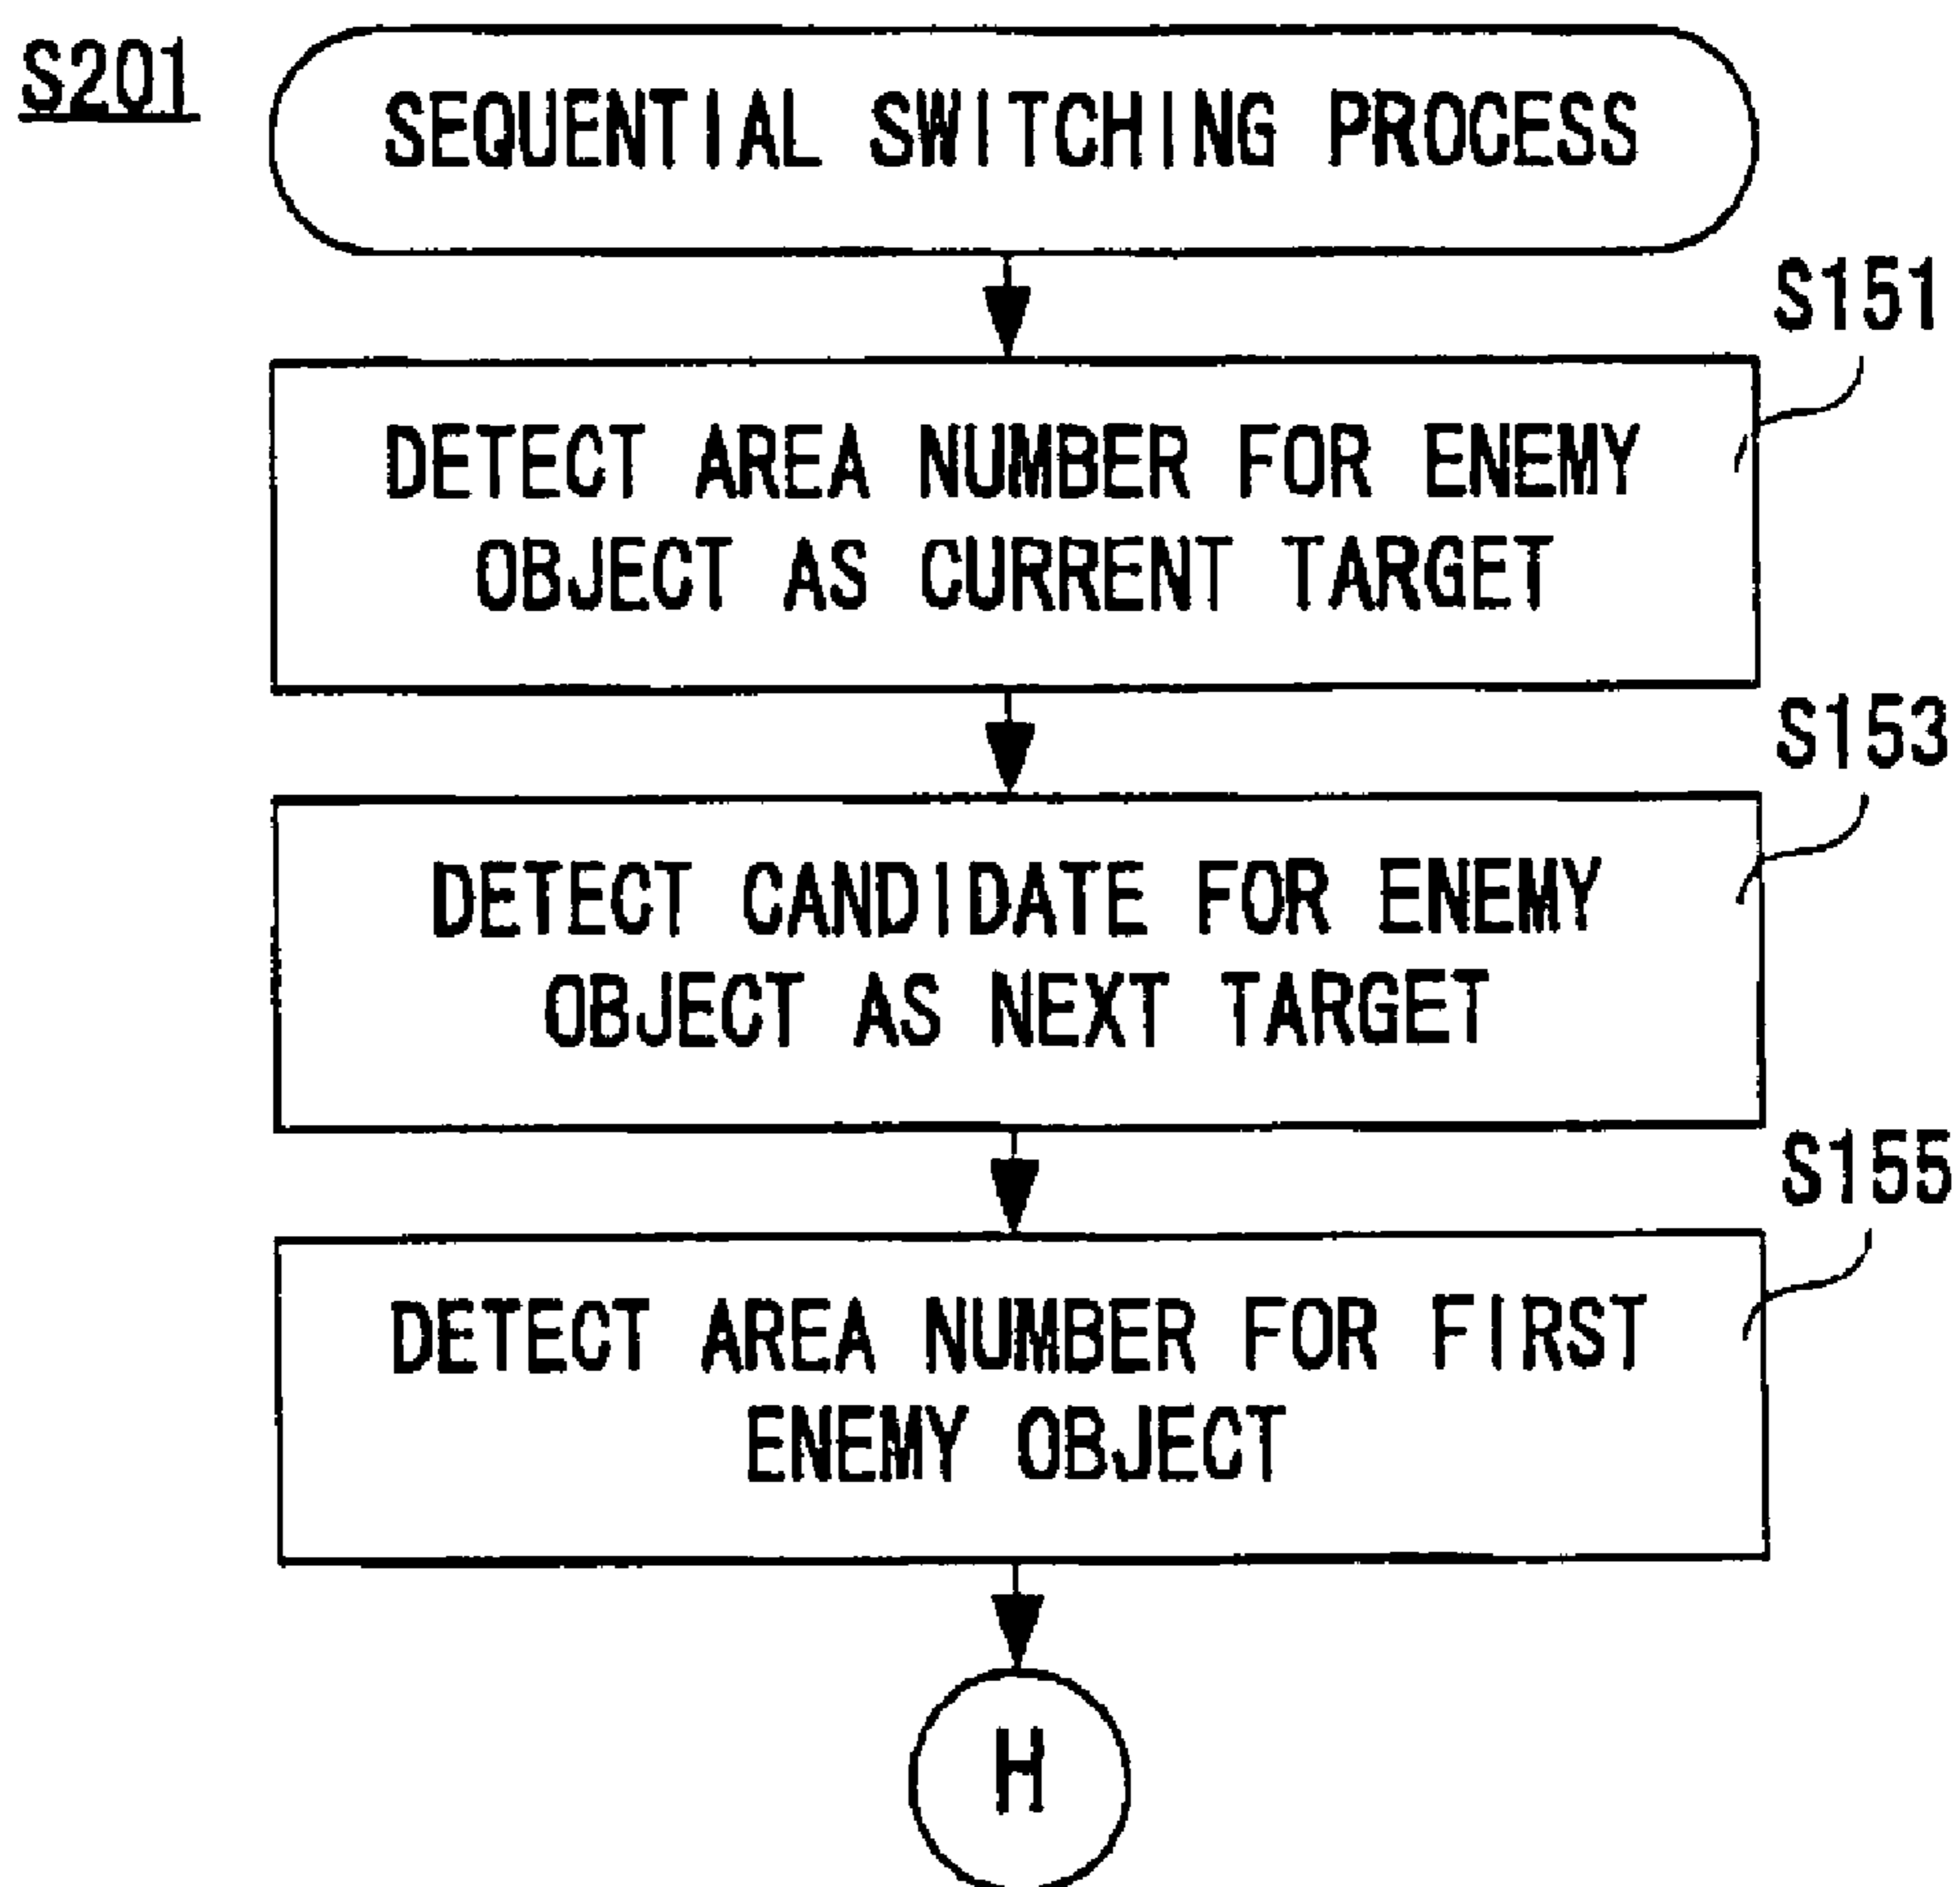 S201
SEQUENTIAL SWITCHING PROCESS
S151
DETECT AREA NUMBER FOR ENEMY
OBJECT AS CURRENT TARGET
S153
DETECT CANDIDATE FOR ENEMY
OBJECT AS NEXT TARGET
S155
DETECT AREA NUMBER FOR FIRST
ENEMY OBJECT
H